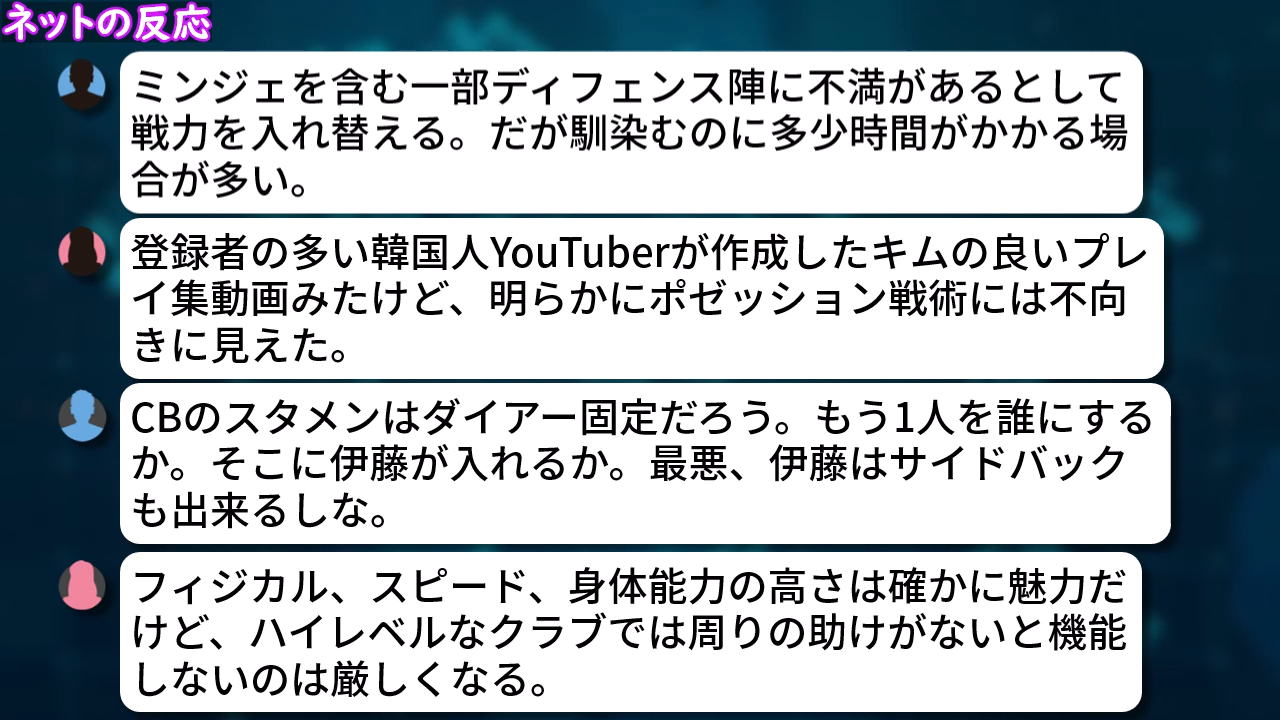 ネットの反応
ミンジェを含む一部ディフェンス陣に不満があるとして
戦力を入れ替える。だが馴染むのに多少時間がかかる場
合が多い。
登録者の多い韓国人YouTuberが作成したキムの良いプレ
イ集動画みたけど、明らかにポゼッション戦術には不向
きに見えた。
CBのスタメンはダイアー固定だろう。もう1人を誰にする
か。そこに伊藤が入れるか。最悪、伊藤はサイドバック
も出来るしな。
フィジカル、スピード、身体能力の高さは確かに魅力だ
けど、ハイレベルなクラブでは周りの助けがないと機能
しないのは厳しくなる。